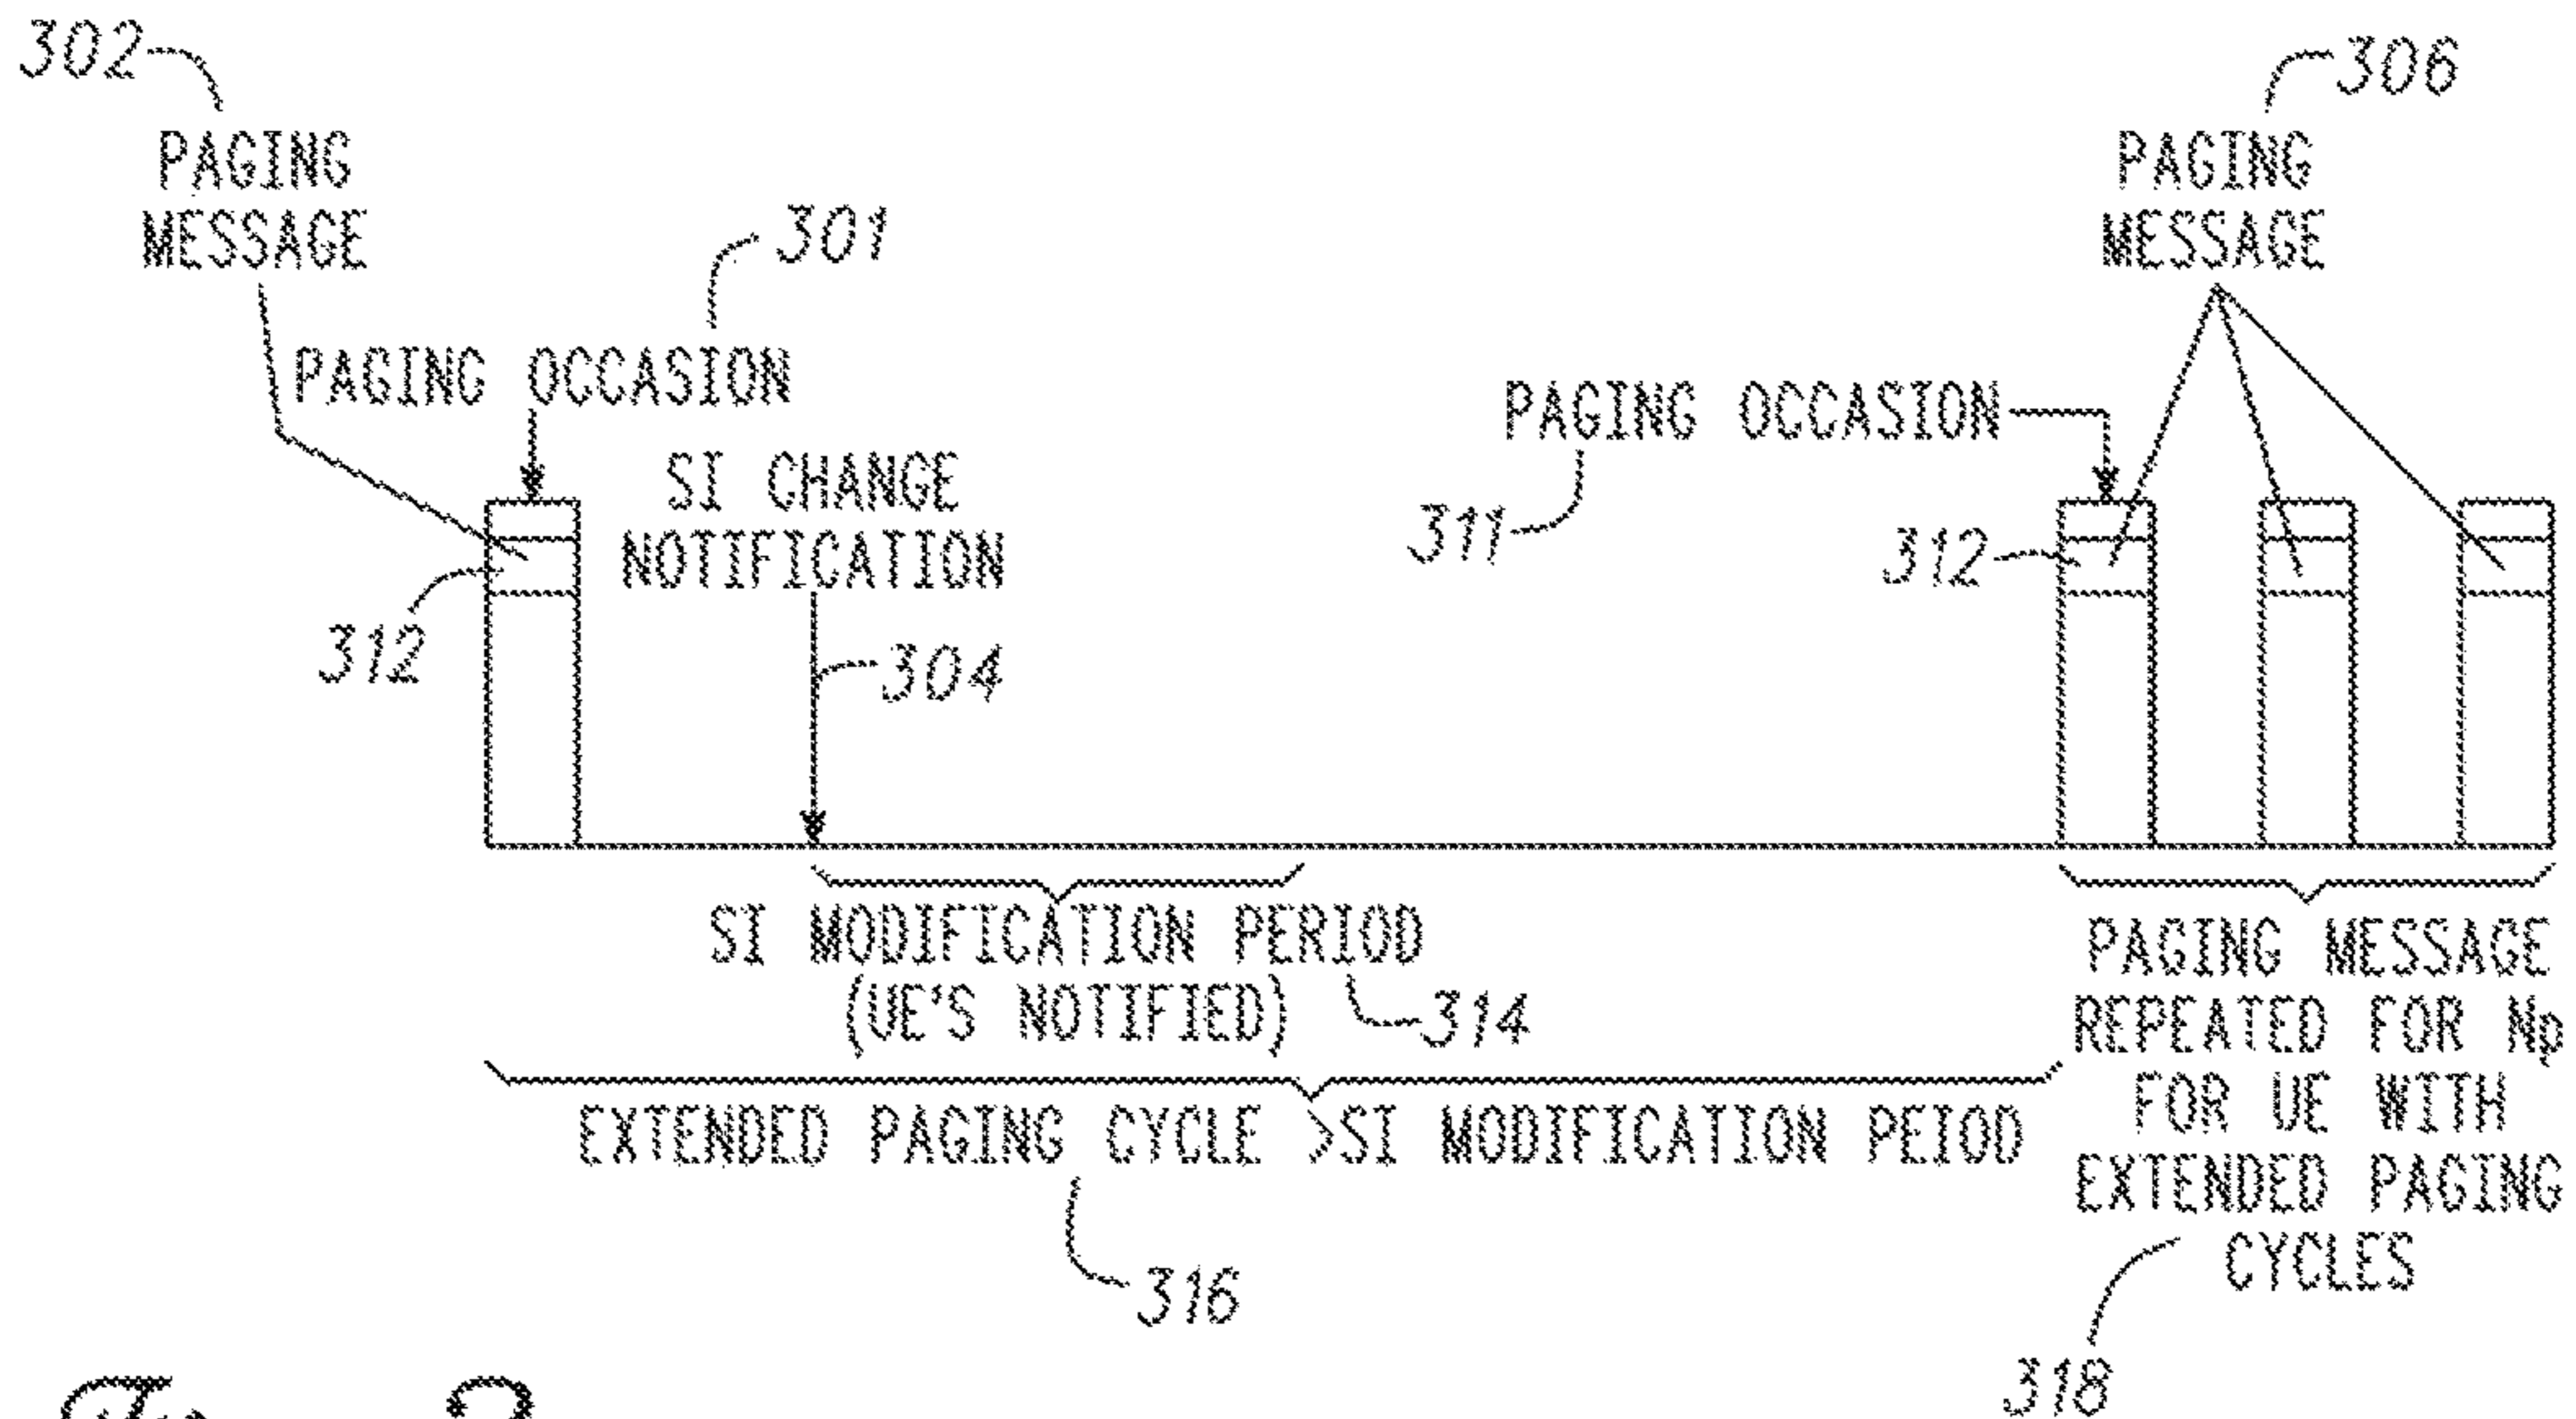 302
306
PAGING
MESSAGE
PAGING
MESSAGE
301
PAGING OCCASION
PAGING OCCASION
SI CHANGE
NOTIFICATION
311
312
312
304
SI MODIFICATION PERIOD
(UE'S NOTIFIED)
314
PAGING MESSAGE
REPEATED FOR Np
FOR UE WITH
EXTENDED PAGING
CYCLES
EXTENDED PAGING CYCLE >SI MODIFICATION PEIOD
316
318